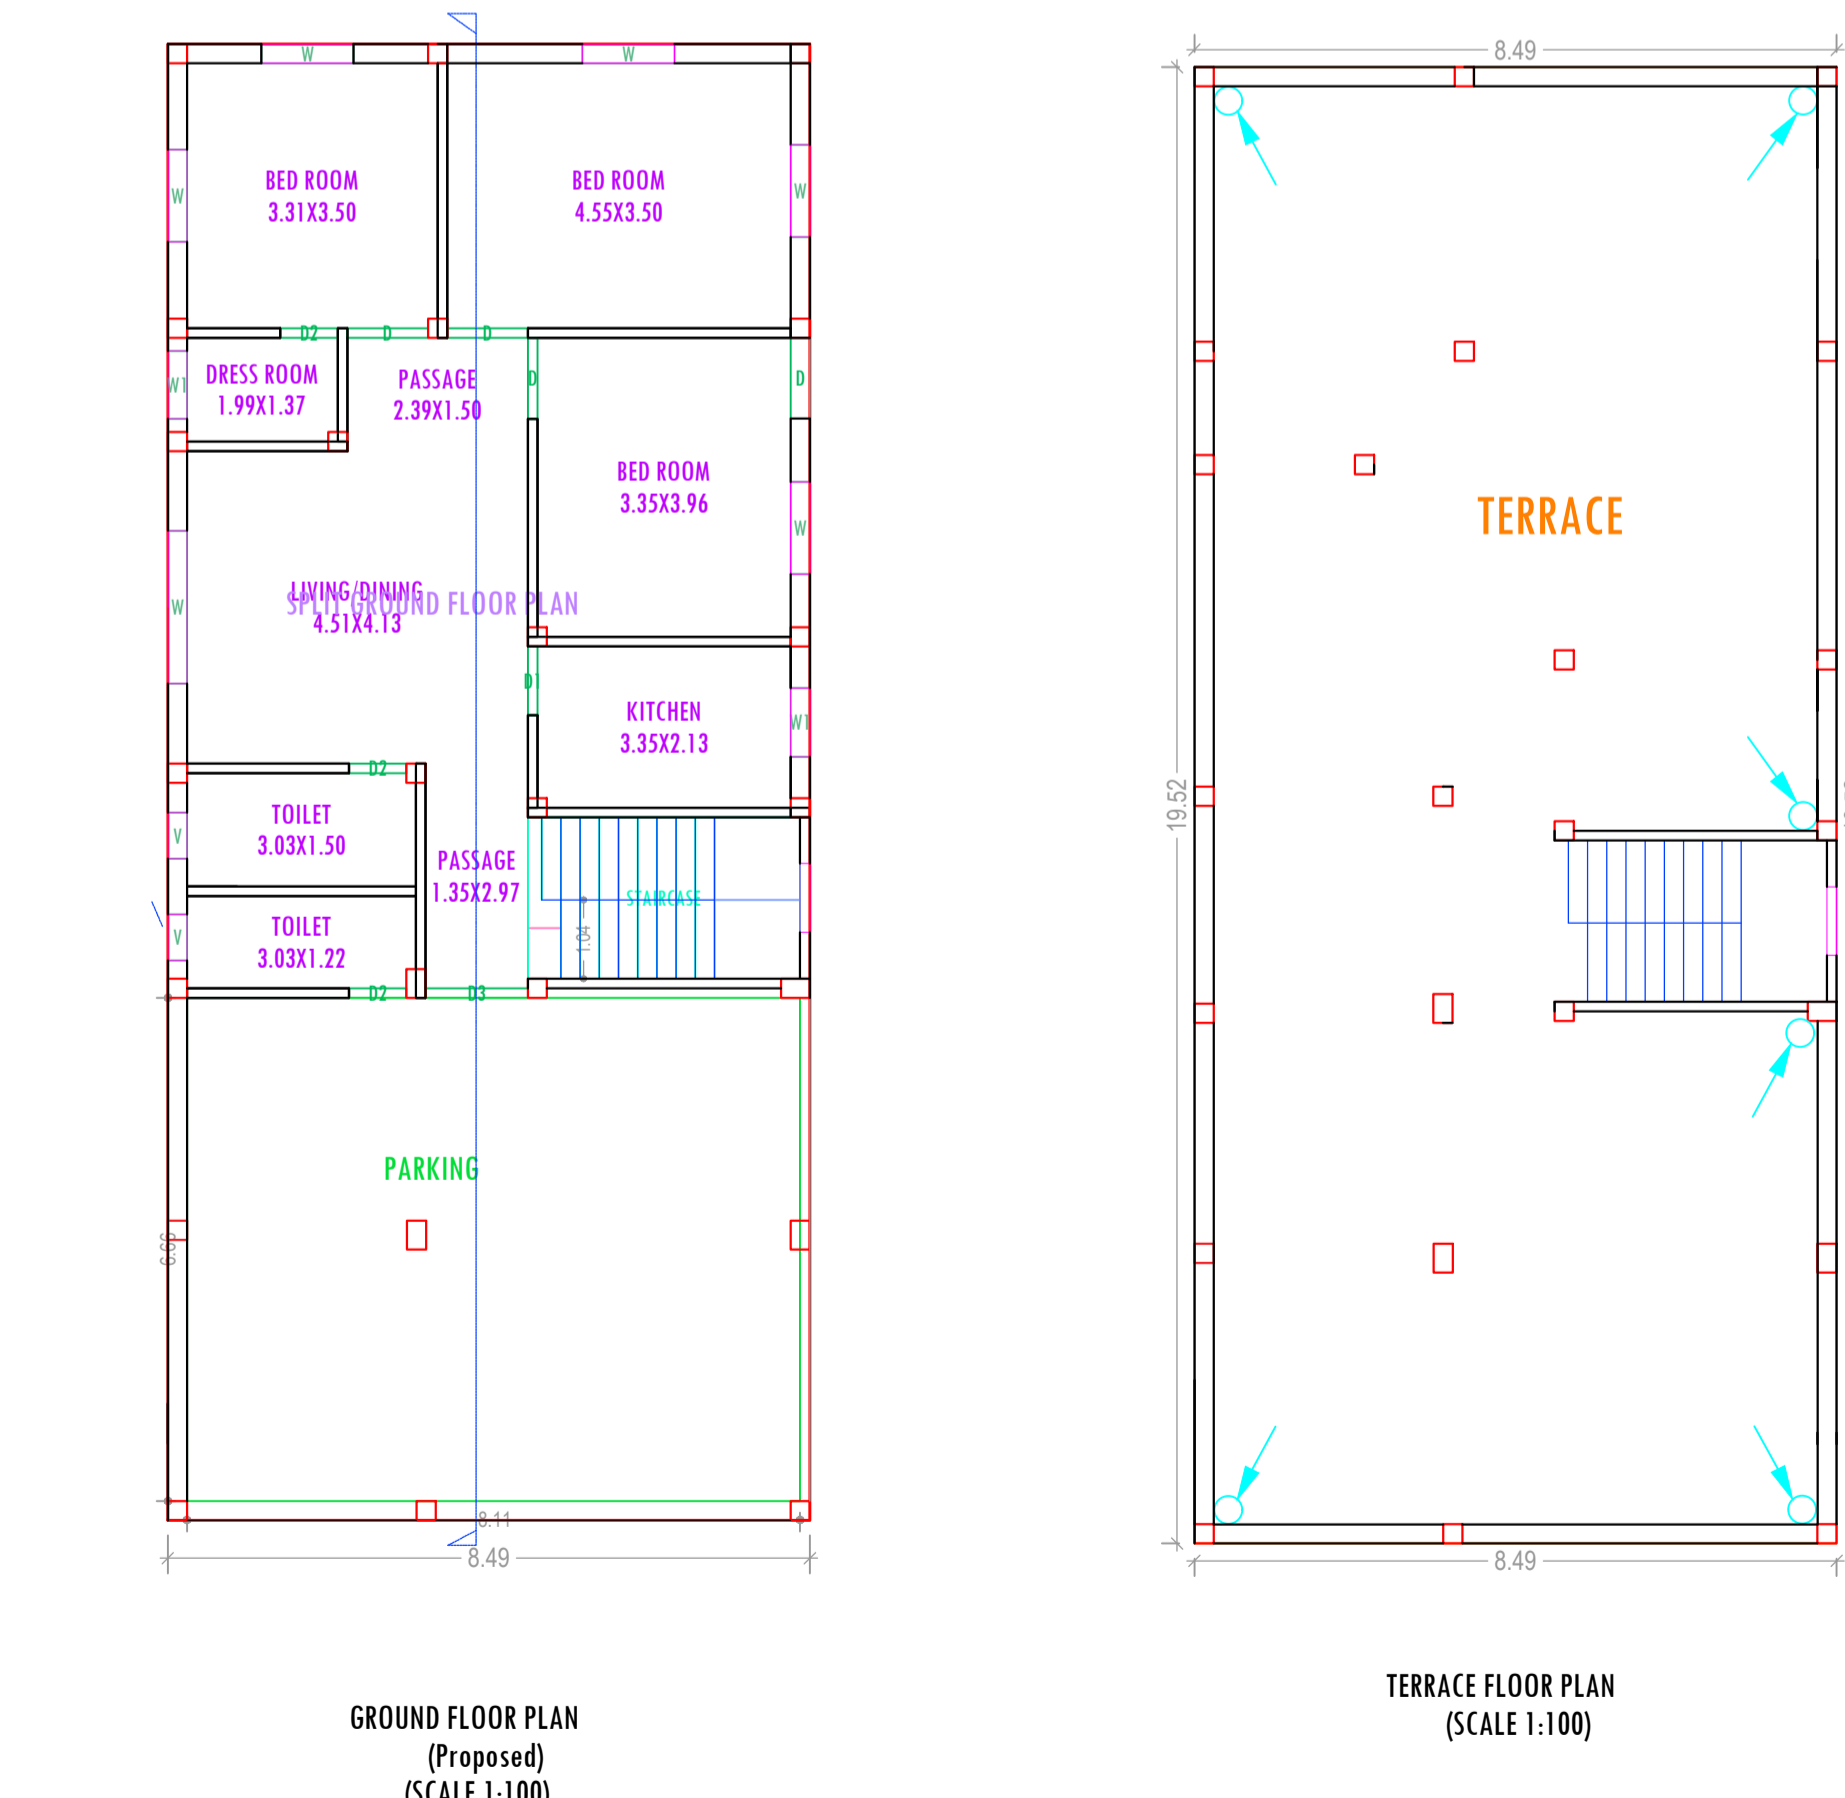 W
W
BED ROOM
3.31X3.50
BED ROOM
4.55X3.50
W
W
D2
D
D
DRESS ROOM
1.99X1.37
W1
PASSAGE
2.39X1.50
D
D
BED ROOM
3.35X3.96
W
LIVING/DINING
SPLIT GROUND FLOOR PLAN
4.51X4.13
W
D1
KITCHEN
3.35X2.13
W1
D2
TOILET
3.03X1.50
V
PASSAGE
1.35X2.97
STAIRCASE
1.04
TOILET
3.03X1.22
V
D2
D3
PARKING
6.66
8.11
8.49
GROUND FLOOR PLAN
(Proposed)
(SCALE 1:100)
8.49
TERRACE
19.52
8.49
TERRACE FLOOR PLAN
(SCALE 1:100)